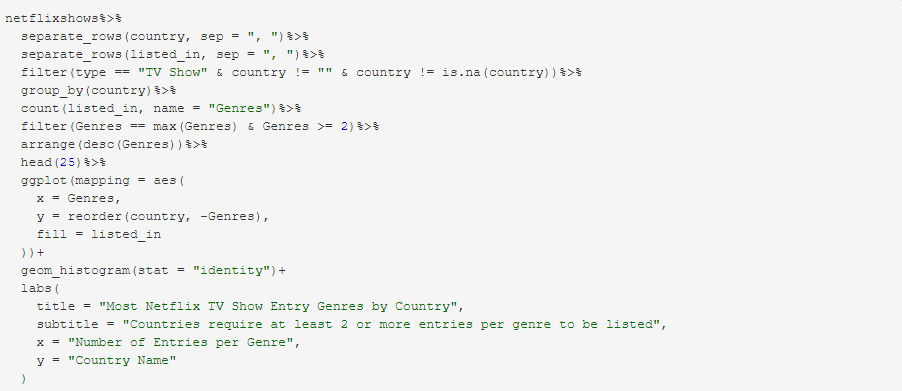 netflixshows%>%
  separate_rows(country, sep = ", ")%>%
  separate_rows(listed_in, sep = ", ")%>%
  filter(type == "TV Show" & country != "" & country != is.na(country))%>%
  group_by(country)%>%
  count(listed_in, name = "Genres")%>%
  filter(Genres == max(Genres) & Genres >= 2)%>%
  arrange(desc(Genres))%>%
  head(25)%>%
  ggplot(mapping = aes(
    x = Genres,
    y = reorder(country, -Genres),
    fill = listed_in
  ))+
  geom_histogram(stat = "identity")+
  labs(
    title = "Most Netflix TV Show Entry Genres by Country",
    subtitle = "Countries require at least 2 or more entries per genre to be listed",
    x = "Number of Entries per Genre",
    y = "Country Name"
  )